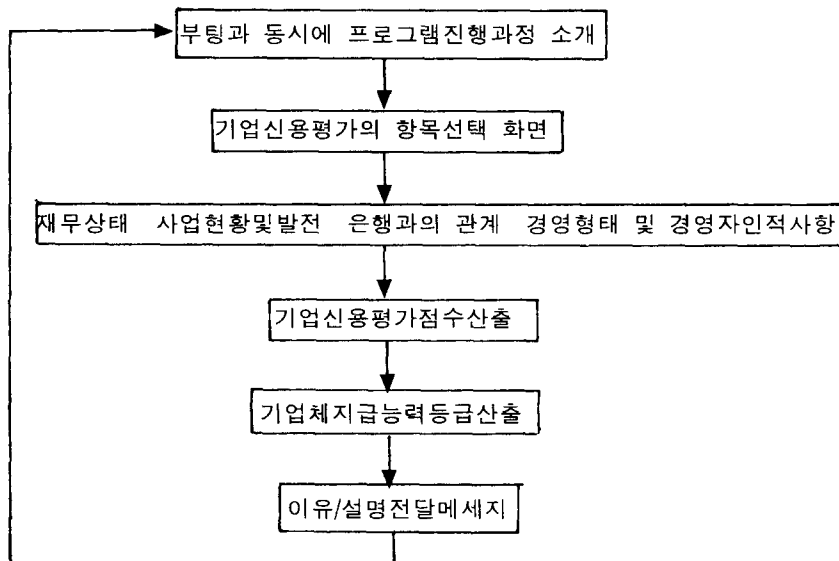 부팅과 동시에 프로그램진행과정 소개
기업신용평가의 항목선택 화면
재무상태 사업현황및발전 은행과의 관계 경영형태 및 경영자인적사항
기업신용평가점수산출
기업체지급능력등급산출
이유/설명전달메세지